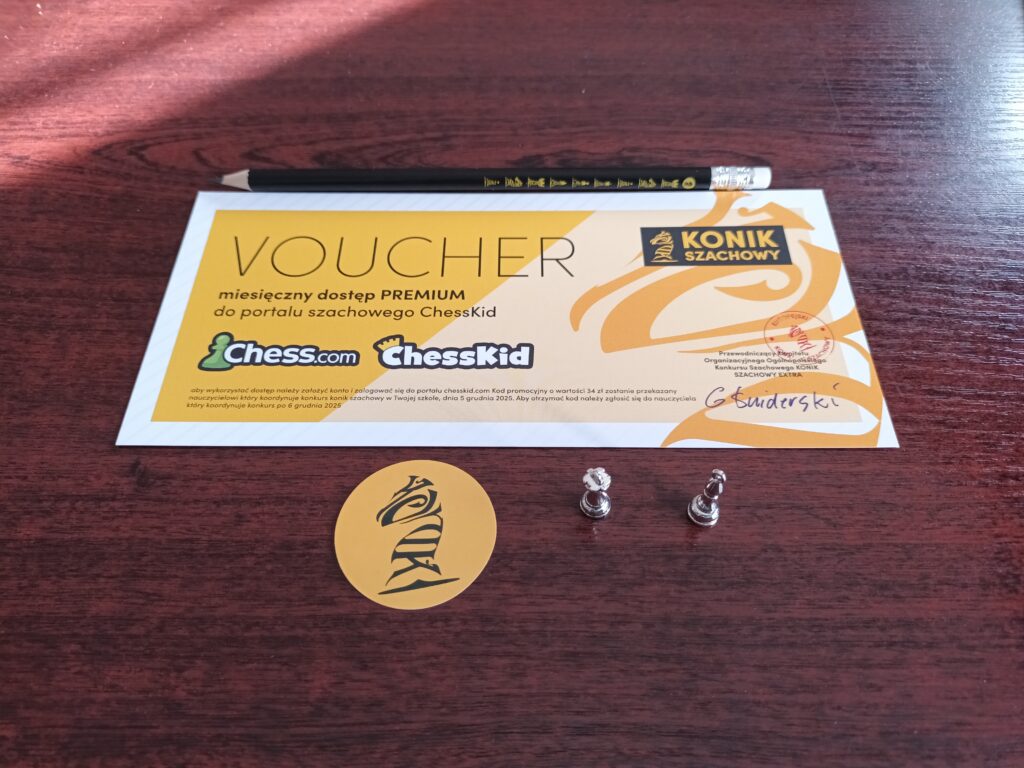 VOUCHER
KONIK
SZACHOWY
miesięczny dostęp PREMIUM
do portalu szachowego ChessKid
Chess.com
ChessKid
Przewodniczący Kapituły
Organizacyjnego Ogólnopolskiego
Konkursu Szachowego KONIK
SZACHOWY EXTRA
G Świderski
aby wykorzystać dostęp należy założyć konto i zalogować się do portalu chesskid.com Kod promocyjny o wartości 34 zł zostanie przekazany
nauczycielowi który koordynuje konkurs konik szachowy w Twojej szkole, dnia 5 grudnia 2025. Aby otrzymać kod należy zgłosić się do nauczyciela
który koordynuje konkurs po 6 grudnia 2025
KONIK